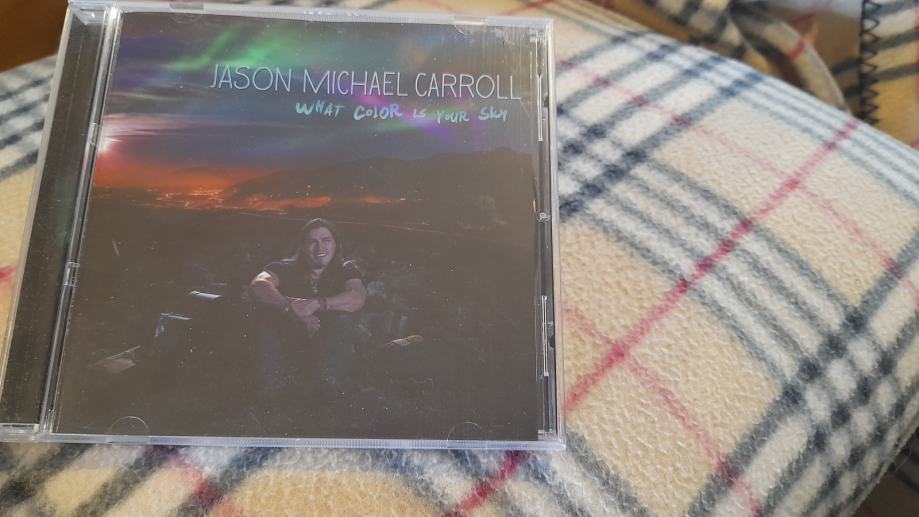 JASON MICHAEL CARROLL
WHAT COLOR IS YOUR SKY